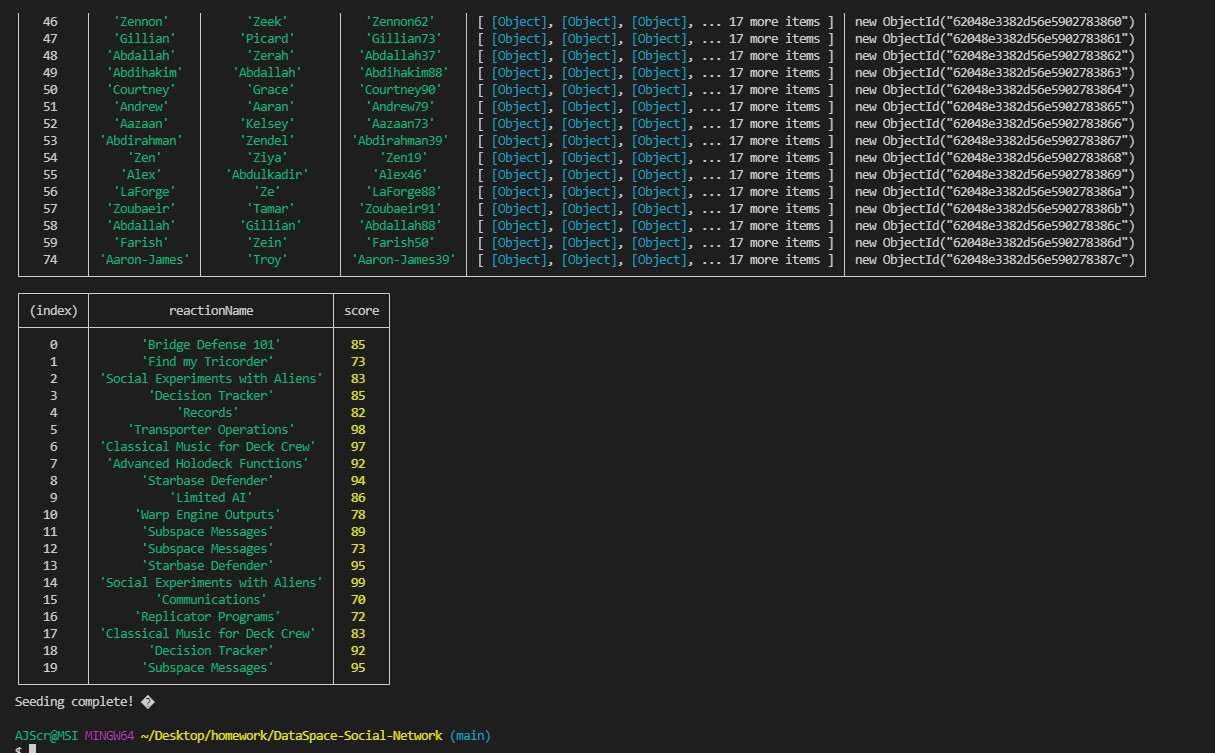 46 'Zennon' 'Zeek' 'Zennon62' [ [Object], [Object], [Object], ... 17 more items ] new ObjectId("62048e3382d56e5902783860")
47 'Gillian' 'Picard' 'Gillian73' [ [Object], [Object], [Object], ... 17 more items ] new ObjectId("62048e3382d56e5902783861")
48 'Abdallah' 'Zerah' 'Abdallah37' [ [Object], [Object], [Object], ... 17 more items ] new ObjectId("62048e3382d56e5902783862")
49 'Abdihakim' 'Abdallah' 'Abdihakim88' [ [Object], [Object], [Object], ... 17 more items ] new ObjectId("62048e3382d56e5902783863")
50 'Courtney' 'Grace' 'Courtney90' [ [Object], [Object], [Object], ... 17 more items ] new ObjectId("62048e3382d56e5902783864")
51 'Andrew' 'Aaran' 'Andrew79' [ [Object], [Object], [Object], ... 17 more items ] new ObjectId("62048e3382d56e5902783865")
52 'Aazaan' 'Kelsey' 'Aazaan73' [ [Object], [Object], [Object], ... 17 more items ] new ObjectId("62048e3382d56e5902783866")
53 'Abdirahman' 'Zendel' 'Abdirahman39' [ [Object], [Object], [Object], ... 17 more items ] new ObjectId("62048e3382d56e5902783867")
54 'Zen' 'Ziya' 'Zen19' [ [Object], [Object], [Object], ... 17 more items ] new ObjectId("62048e3382d56e5902783868")
55 'Alex' 'Abdulkadir' 'Alex46' [ [Object], [Object], [Object], ... 17 more items ] new ObjectId("62048e3382d56e5902783869")
56 'LaForge' 'Ze' 'LaForge88' [ [Object], [Object], [Object], ... 17 more items ] new ObjectId("62048e3382d56e590278386a")
57 'Zoubaeir' 'Tamar' 'Zoubaeir91' [ [Object], [Object], [Object], ... 17 more items ] new ObjectId("62048e3382d56e590278386b")
58 'Abdallah' 'Gillian' 'Abdallah88' [ [Object], [Object], [Object], ... 17 more items ] new ObjectId("62048e3382d56e590278386c")
59 'Farish' 'Zein' 'Farish50' [ [Object], [Object], [Object], ... 17 more items ] new ObjectId("62048e3382d56e590278386d")
74 'Aaron-James' 'Troy' 'Aaron-James39' [ [Object], [Object], [Object], ... 17 more items ] new ObjectId("62048e3382d56e590278387c")
(index) reactionName score
0 'Bridge Defense 101' 85
1 'Find my Tricorder' 73
2 'Social Experiments with Aliens' 83
3 'Decision Tracker' 85
4 'Records' 82
5 'Transporter Operations' 98
6 'Classical Music for Deck Crew' 97
7 'Advanced Holodeck Functions' 92
8 'Starbase Defender' 94
9 'Limited AI' 86
10 'Warp Engine Outputs' 78
11 'Subspace Messages' 89
12 'Subspace Messages' 73
13 'Starbase Defender' 95
14 'Social Experiments with Aliens' 99
15 'Communications' 70
16 'Replicator Programs' 72
17 'Classical Music for Deck Crew' 83
18 'Decision Tracker' 92
19 'Subspace Messages' 95
Seeding complete! �
AJScr@MSI MINGW64 ~/Desktop/homework/DataSpace-Social-Network (main)
$